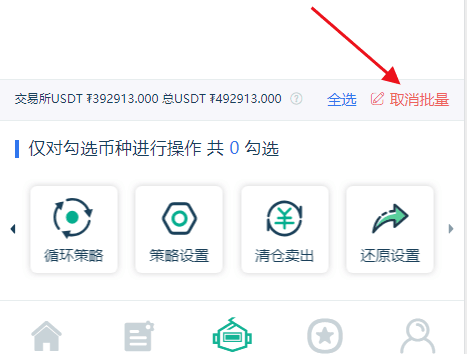 交易所USDT ₮392913.000 总USDT ₮492913.000 ? 全选 取消批量
仅对勾选币种进行操作 共 0 勾选
循环策略 策略设置 清仓卖出 还原设置